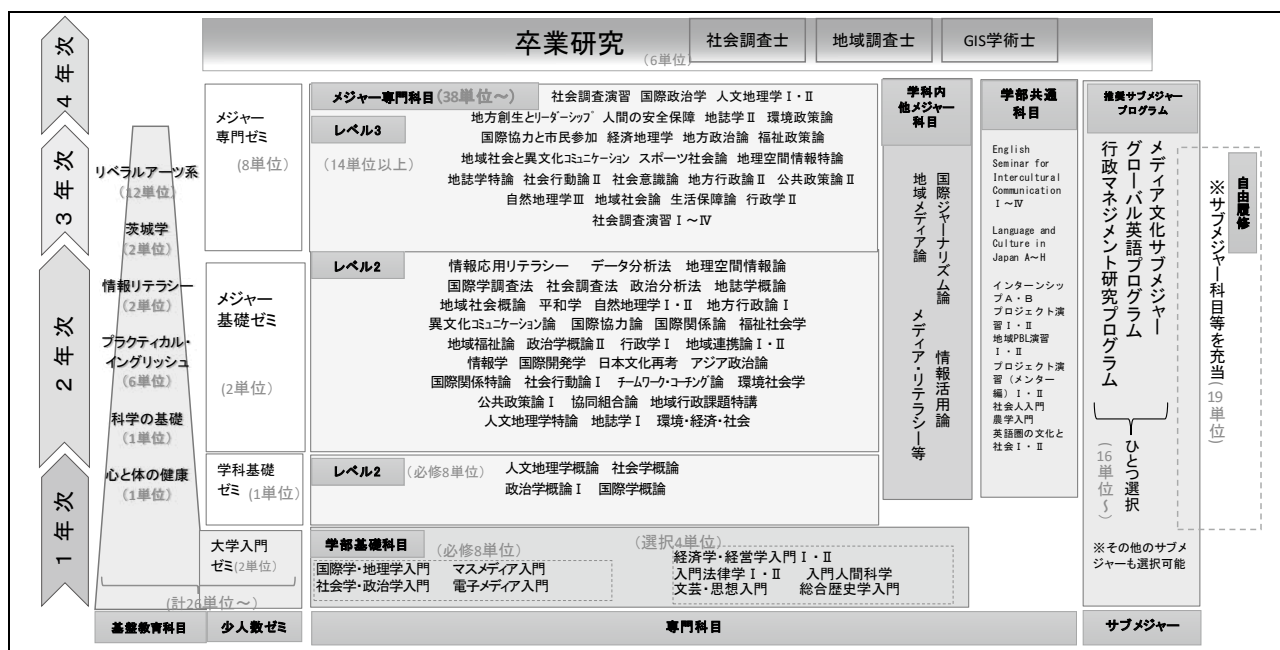 4年次
3年次
2年次
1年次
卒業研究
(6単位)
社会調査士
地域調査士
GIS学術士
リベラルアーツ系
(12単位)
茨城学
(2単位)
情報リテラシー
(2単位)
プラクティカル・
イングリッシュ
(6単位)
科学の基礎
(1単位)
心と体の健康
(1単位)
(計26単位～)
基盤教育科目
メジャー
専門ゼミ
(8単位)
メジャー
基礎ゼミ
(2単位)
学科基礎
ゼミ(1単位)
大学入門
ゼミ(2単位)
少人数ゼミ
メジャー専門科目(38単位～)
レベル3
(14単位以上)
社会調査演習 国際政治学 人文地理学Ⅰ・Ⅱ
地方創生とリーダーシップ 人間の安全保障 地誌学Ⅱ 環境政策論
国際協力と市民参加 経済地理学 地方政治論 福祉政策論
地域社会と異文化コミュニケーション スポーツ社会論 地理空間情報特論
地誌学特論 社会行動論Ⅱ 社会意識論 地方行政論Ⅱ 公共政策論Ⅱ
自然地理学Ⅲ 地域社会論 生活保障論 行政学Ⅱ
社会調査演習Ⅰ～Ⅳ
レベル2
情報応用リテラシー データ分析法 地理空間情報論
国際学調査法 社会調査法 政治分析法 地誌学概論
地域社会概論 平和学 自然地理学Ⅰ・Ⅱ 地方行政論Ⅰ
異文化コミュニケーション論 国際協力論 国際関係論 福祉社会学
地域福祉論 政治学概論Ⅱ 行政学Ⅰ 地域連携論Ⅰ・Ⅱ
情報学 国際開発学 日本文化再考 アジア政治論
国際関係特論 社会行動論Ⅰ チームワーク・コーチング論 環境社会学
公共政策論Ⅰ 協同組合論 地域行政課題特講
人文地理学特論 地誌学Ⅰ 環境・経済・社会
レベル2
(必修8単位)
人文地理学概論 社会学概論
政治学概論Ⅰ 国際学概論
学部基礎科目
(必修8単位)
国際学・地理学入門 マスメディア入門
社会学・政治学入門 電子メディア入門
(選択4単位)
経済学・経営学入門Ⅰ・Ⅱ
入門法律学Ⅰ・Ⅱ 入門人間科学
文芸・思想入門 総合歴史学入門
専門科目
学科内
他メジャー
科目
国際ジャーナリズム論 情報活用論
地域メディア論 メディア・リテラシー等
学部共通
科目
English
Seminar for
Intercultural
Communication
Ⅰ～Ⅳ
Language and
Culture in
Japan A～H
インターンシッ
プA・B
プロジェクト演
習Ⅰ・Ⅱ
地域PBL演習
Ⅰ・Ⅱ
プロジェクト演
習(メンター
編)Ⅰ・Ⅱ
社会人入門
農学入門
英語圏の文化と
社会Ⅰ・Ⅱ
推奨サブメジャー
プログラム
メディア文化サブメジャー
グローバル英語プログラム
行政マネジメント研究プログラム
ひとつ選択
(16単位～)
※その他のサブメ
ジャーも選択可能
サブメジャー
自由履修
※サブメジャー科目等を充当(19単位)